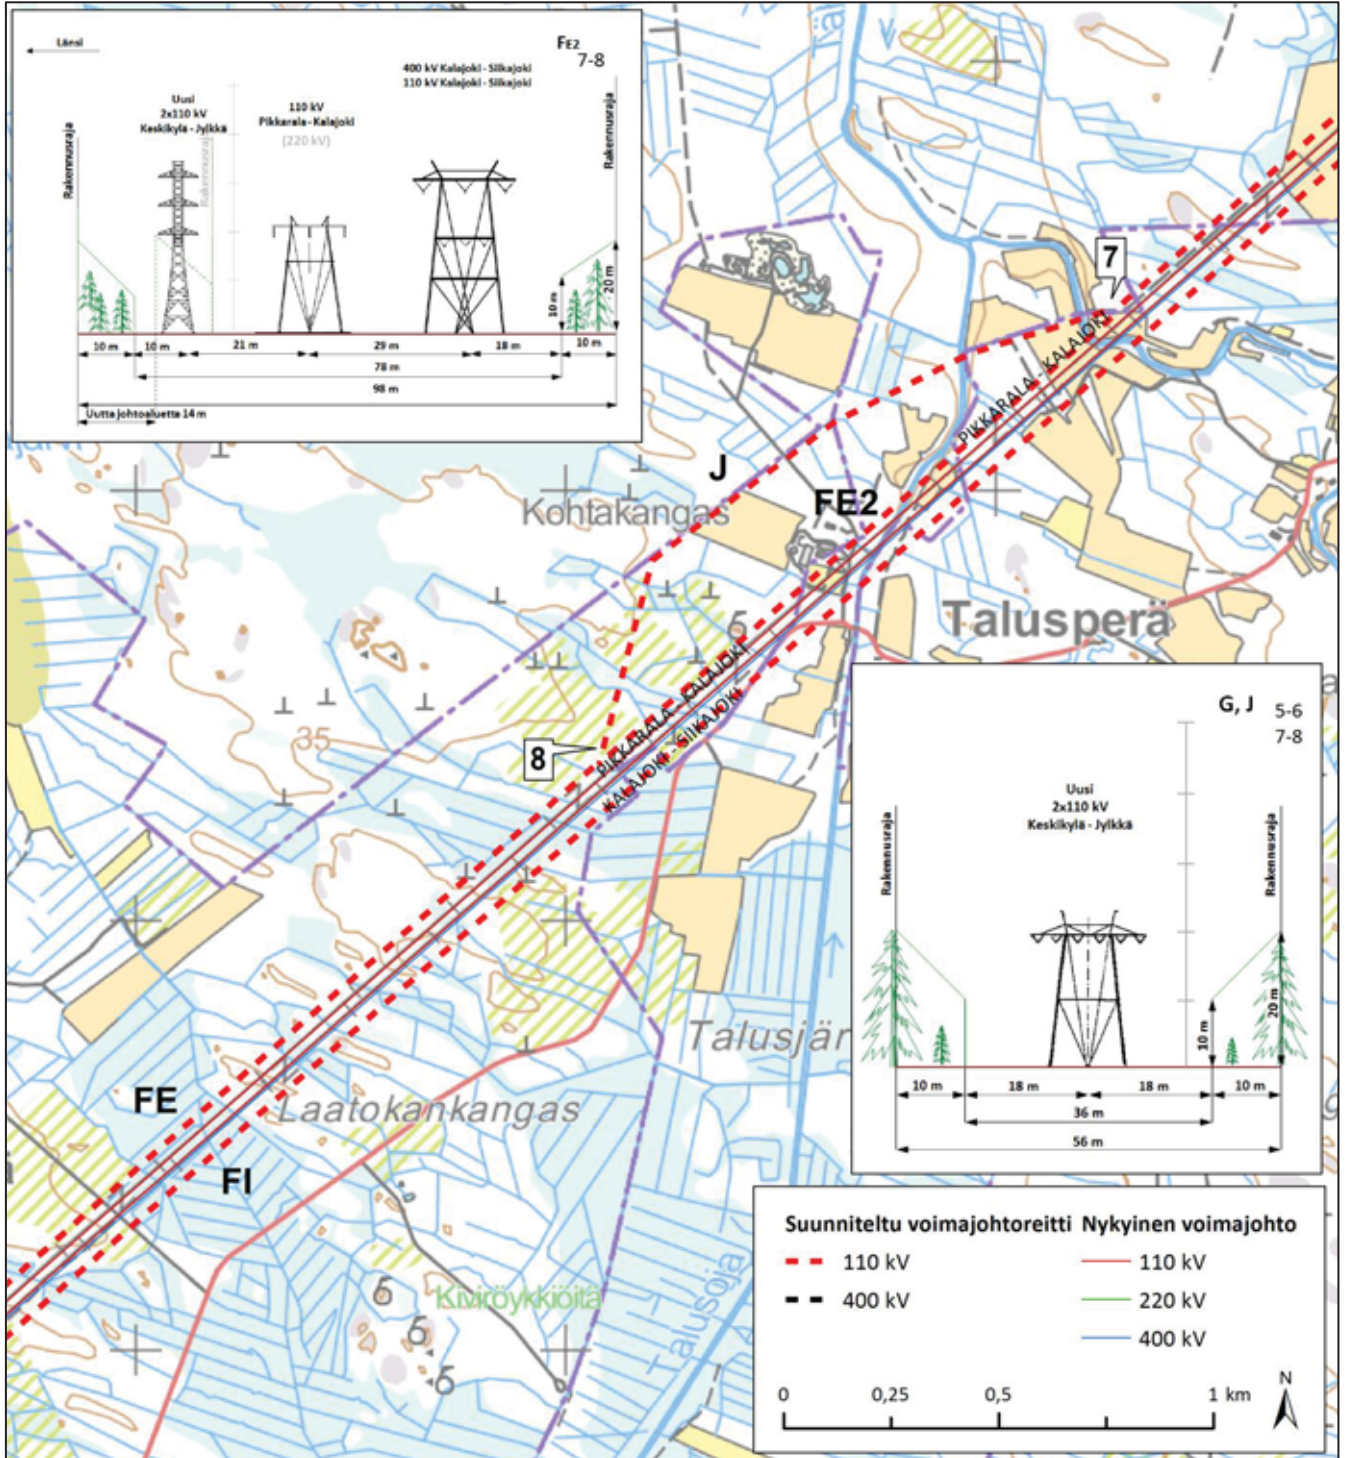 Länsi
FE2
7-8
400 kV Kalajoki - Siikajoki
110 kV Kalajoki - Siikajoki
Uusi
2x110 kV
Keskikylä - Jylkkä
110 kV
Pikkarala - Kalajoki
(220 kV)
Rakennusraja
Rakennusraja
Rakennusraja
10 m
20 m
10 m
10 m
21 m
29 m
18 m
10 m
78 m
98 m
Uutta johtoaluetta 14 m
7
PIKKARALA - KALAJOKI
J
FE2
Kohtakangas
Talusperä
5
PIKKARALA - KALAJOKI
KALAJOKI - SIIKAJOKI
8
35
G, J
5-6
7-8
Uusi
2x110 kV
Keskikylä - Jylkkä
Rakennusraja
Rakennusraja
10 m
20 m
10 m
18 m
18 m
10 m
36 m
56 m
Talusjär
FE
Laatokankangas
FI
Kiviröykkiöitä
Talusoja
Suunniteltu voimajohtoreitti
110 kV
400 kV
Nykyinen voimajohto
110 kV
220 kV
400 kV
0
0,25
0,5
1 km
N